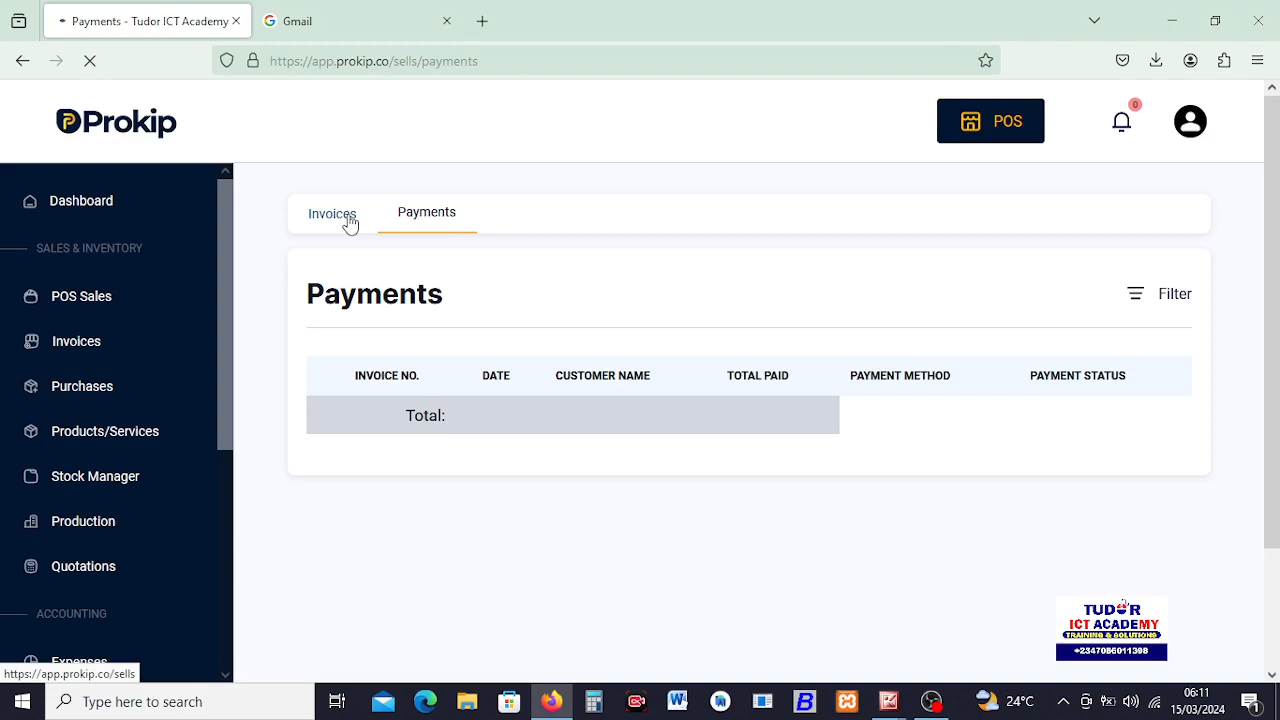 Payments - Tudor ICT Academy
Gmail
https://app.prokip.co/sells/payments
Prokip
POS
0
Dashboard
SALES & INVENTORY
POS Sales
Invoices
Purchases
Products/Services
Stock Manager
Production
Quotations
ACCOUNTING
Expenses
Invoices
Payments
Payments
Filter
INVOICE NO.
DATE
CUSTOMER NAME
TOTAL PAID
PAYMENT METHOD
PAYMENT STATUS
Total:
TUDOR
ICT ACADEMY
TRAINING & SOLUTIONS
+2347086011398
https://app.prokip.co/sells
Type here to search
24°C
06:11
15/03/2024